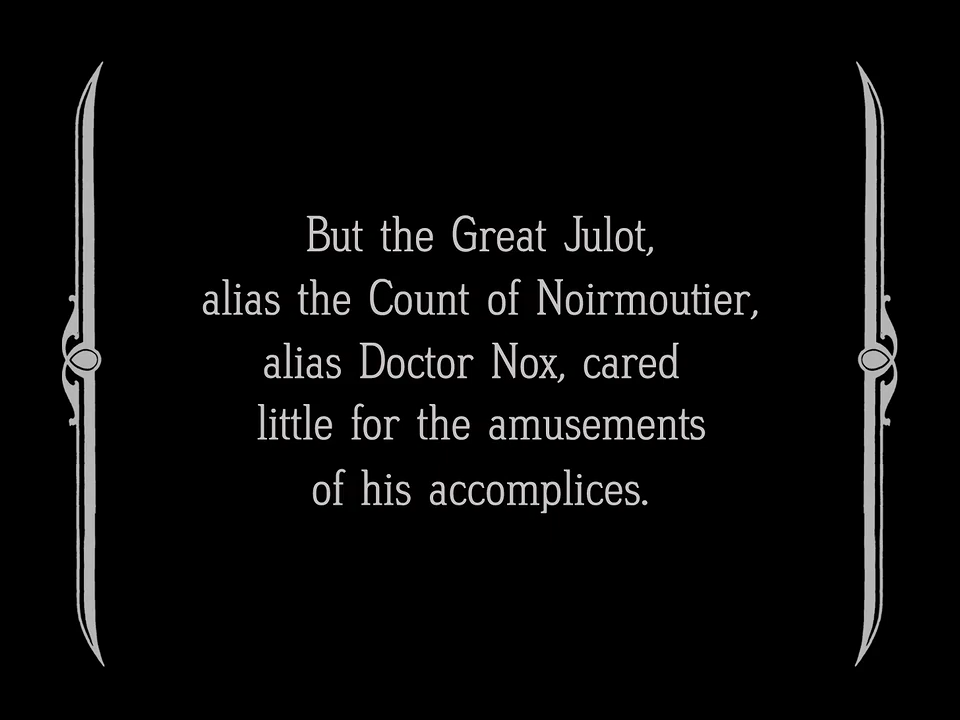 But the Great Julot,
alias the Count of Noirmoutier,
alias Doctor Nox, cared
little for the amusements
of his accomplices.